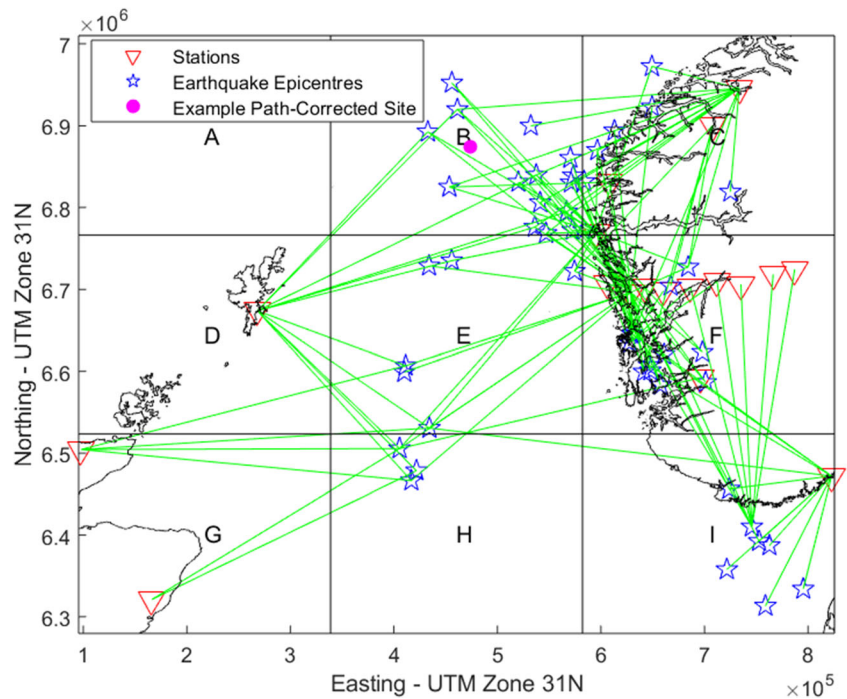 ×10⁶
7
6.9
6.8
6.7
6.6
6.5
6.4
6.3
Northing - UTM Zone 31N
Stations
Earthquake Epicentres
Example Path-Corrected Site
A
B
C
D
E
F
G
H
I
1 2 3 4 5 6 7 8
Easting - UTM Zone 31N
×10⁵